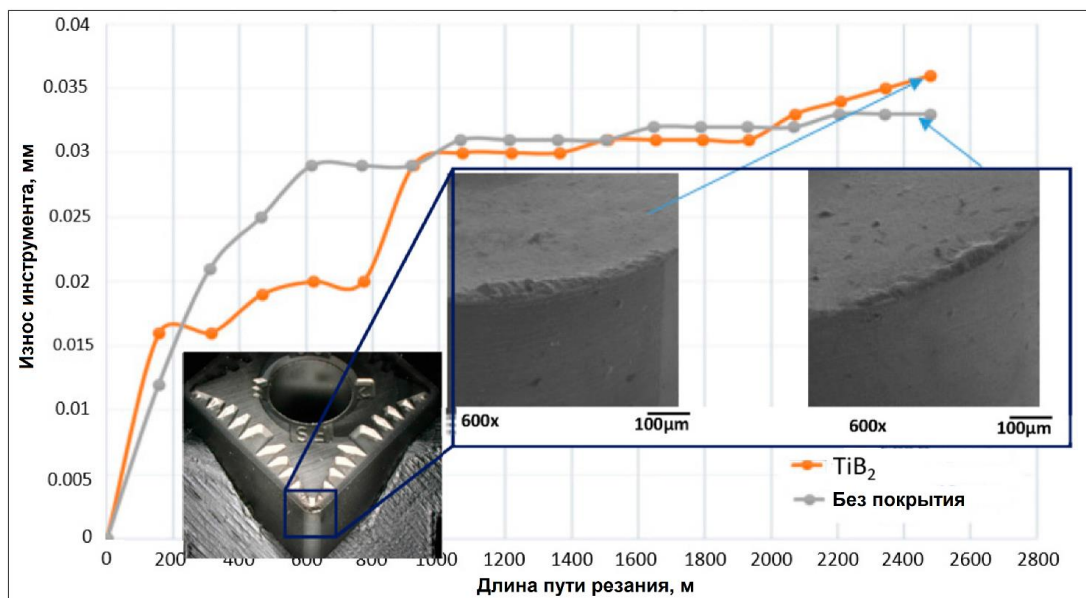 0.04
0.035
0.03
0.025
0.02
0.015
0.01
0.005
0
Износ инструмента, мм
600x
100µm
600x
100µm
TiB₂
Без покрытия
0 200 400 600 800 1000 1200 1400 1600 1800 2000 2200 2400 2600 2800
Длина пути резания, м